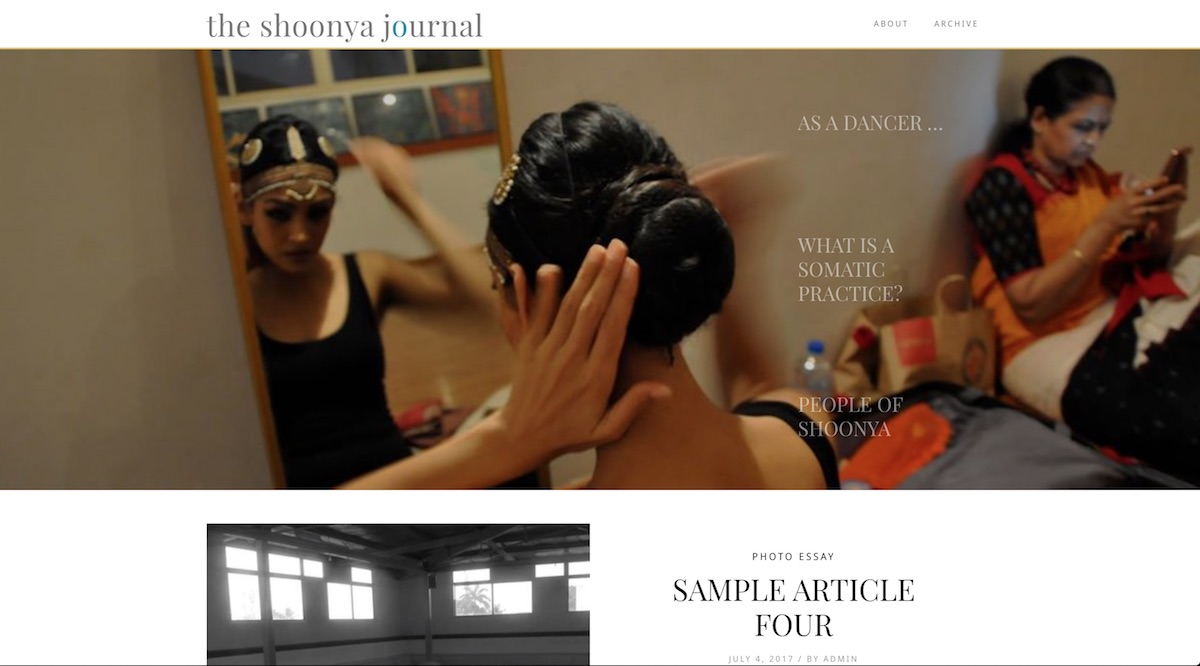 the shoonya journal
ABOUT ARCHIVE
AS A DANCER ...
WHAT IS A
SOMATIC
PRACTICE?
PEOPLE OF
SHOONYA
PHOTO ESSAY
SAMPLE ARTICLE
FOUR
JULY 4, 2017 / BY ADMIN